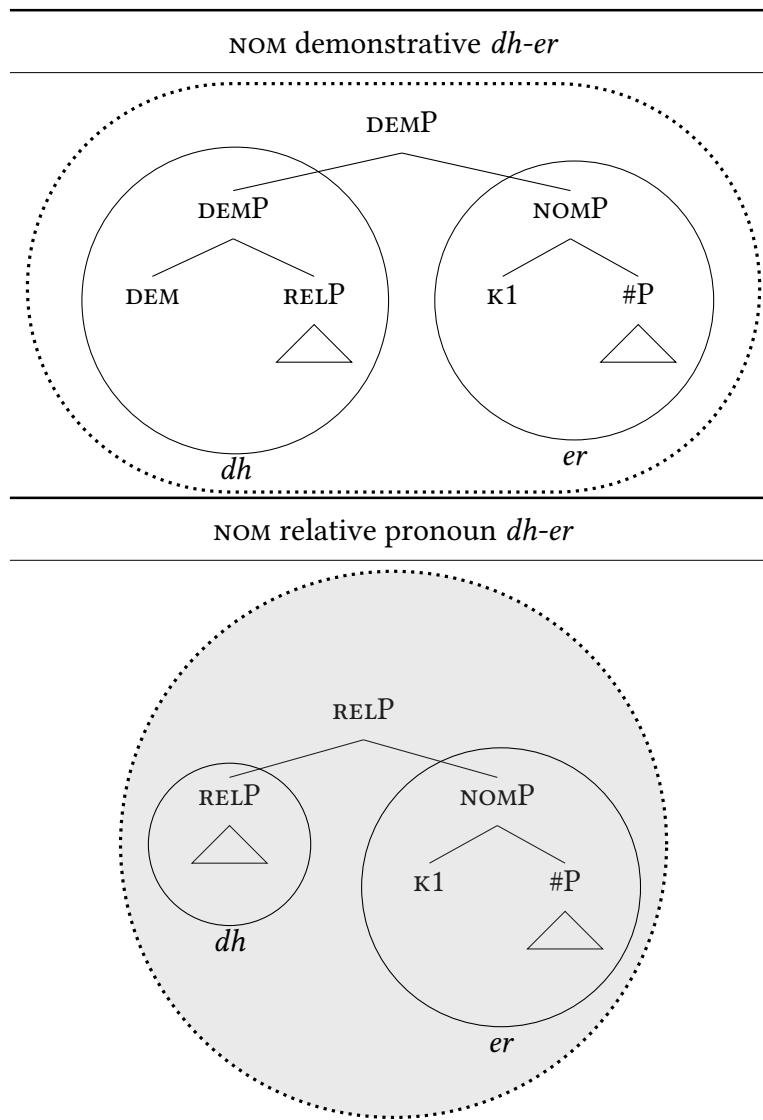 NOM demonstrative dh-er
DEMP
DEMP NOMP
DEM RELP K1 #P
dh er
NOM relative pronoun dh-er
RELP
RELP NOMP
K1 #P
dh
er